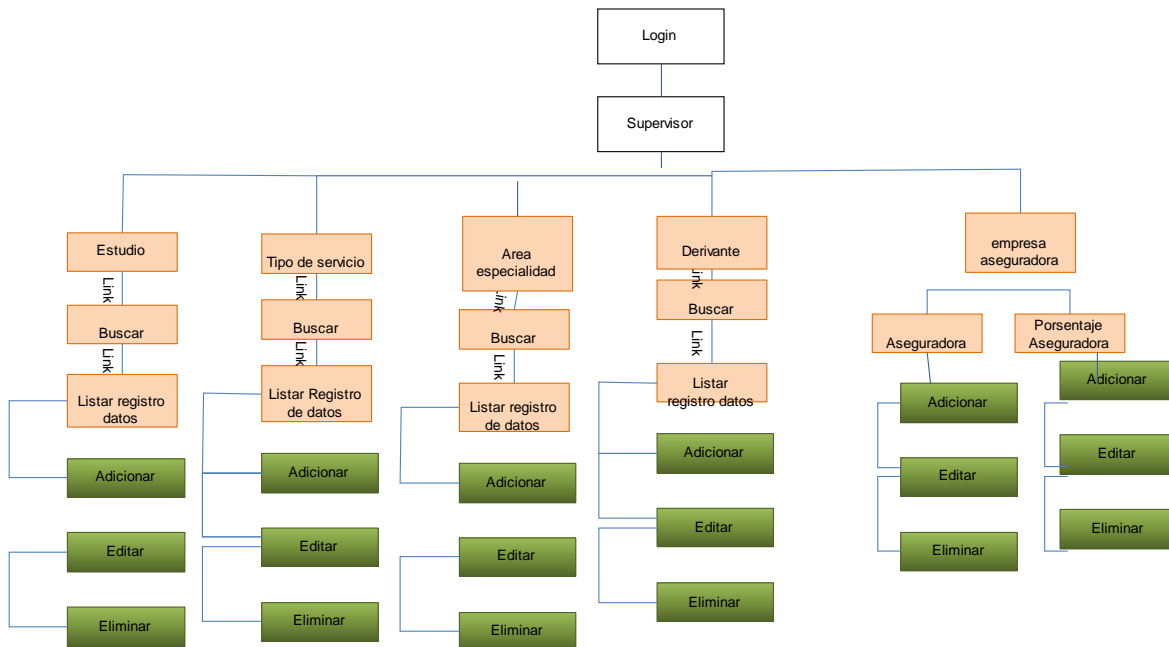 Login
Supervisor
Estudio
Link
Buscar
Link
Listar registro
datos
Adicionar
Editar
Eliminar
Tipo de servicio
Link
Buscar
Link
Listar Registro
de datos
Adicionar
Editar
Eliminar
Area
especialidad
Link
Buscar
Link
Listar registro
de datos
Adicionar
Editar
Eliminar
Derivante
Link
Buscar
Link
Listar
registro datos
Adicionar
Editar
Eliminar
empresa
aseguradora
Aseguradora
Adicionar
Editar
Eliminar
Porsentaje
Aseguradora
Adicionar
Editar
Eliminar